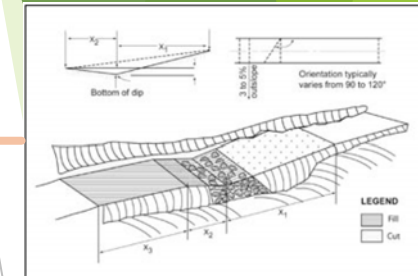 X₂
X₁
Bottom of dip
3 to 5%
outslope
Orientation typically
varies from 90 to 120°
X₁
X₂
X₃
LEGEND
Fill
Cut